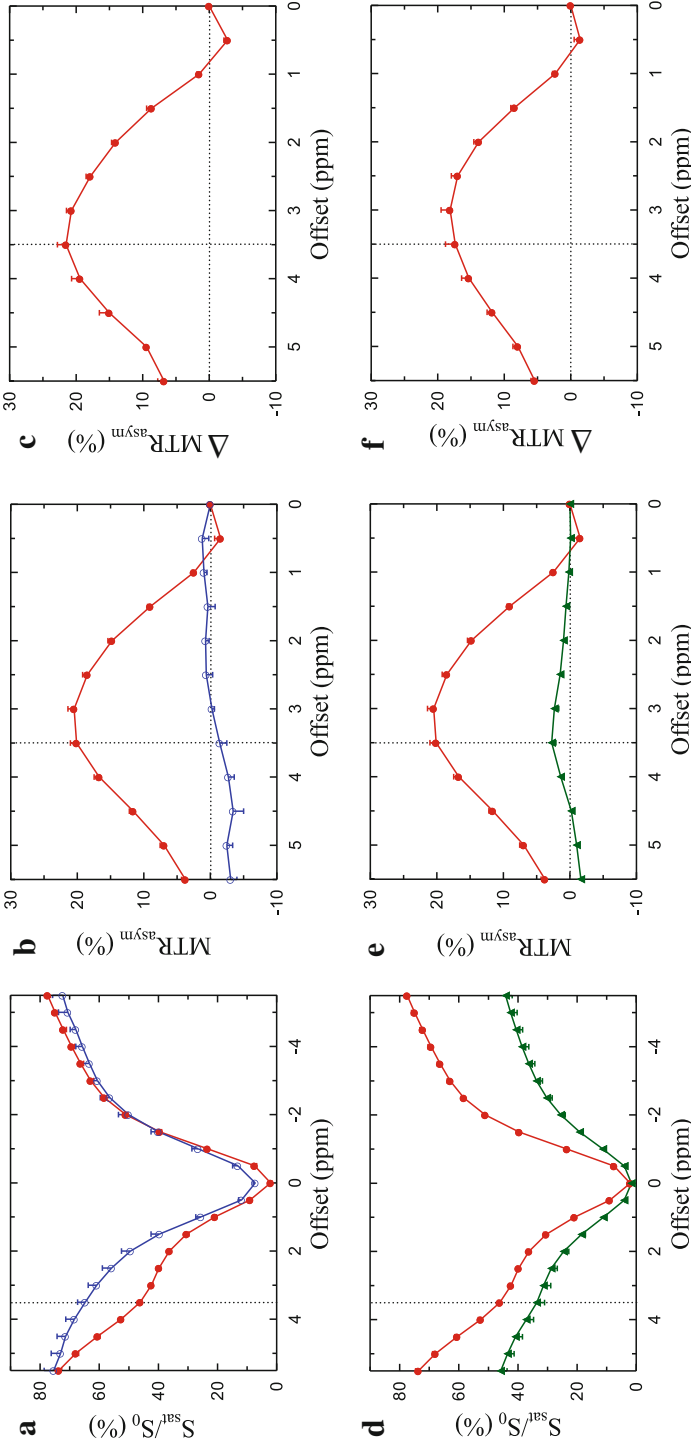 a
S_sat/S_0 (%)
80
60
40
20
0
4 2 0 -2 -4
Offset (ppm)
b
MTR_asym (%)
30
20
10
0
-10
5 4 3 2 1 0
Offset (ppm)
c
Δ MTR_asym (%)
30
20
10
0
-10
5 4 3 2 1 0
Offset (ppm)
d
S_sat/S_0 (%)
80
60
40
20
0
4 2 0 -2 -4
Offset (ppm)
e
MTR_asym (%)
30
20
10
0
-10
5 4 3 2 1 0
Offset (ppm)
f
Δ MTR_asym (%)
30
20
10
0
-10
5 4 3 2 1 0
Offset (ppm)